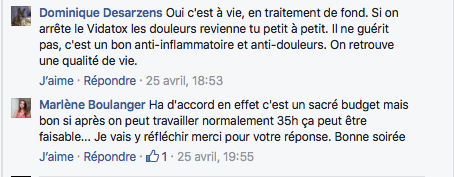 Dominique Desarzens Oui c'est à vie, en traitement de fond. Si on
arrête le Vidatox les douleurs revienne tu petit à petit. Il ne guérit
pas, c'est un bon anti-inflammatoire et anti-douleurs. On retrouve
une qualité de vie.
J'aime · Répondre · 25 avril, 18:53
Marlène Boulanger Ha d'accord en effet c'est un sacré budget mais
bon si après on peut travailler normalement 35h ça peut être
faisable... Je vais y réfléchir merci pour votre réponse. Bonne soirée
J'aime · Répondre · 1 · 25 avril, 19:55